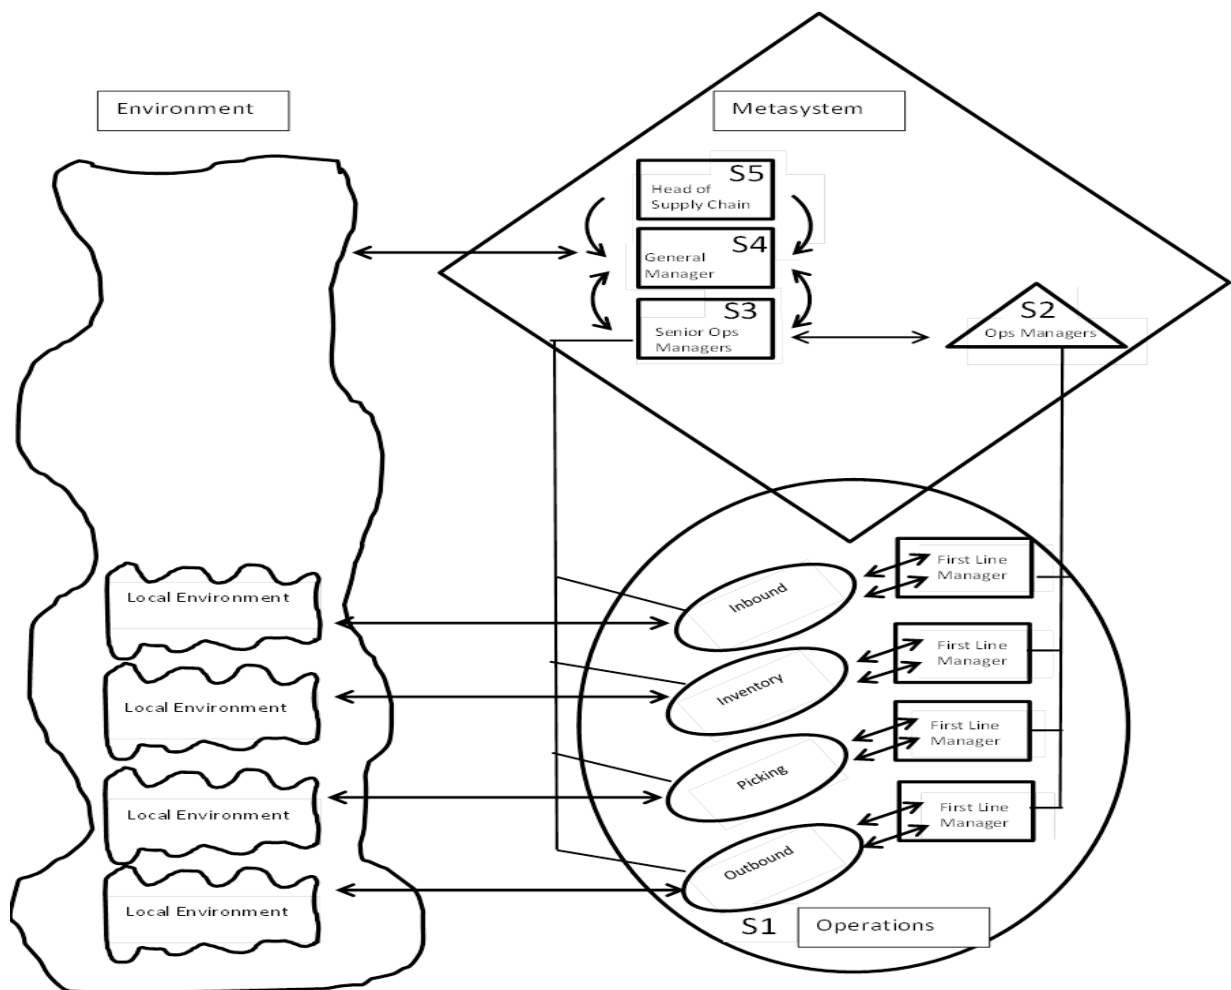 Environment
Metasystem
S5
Head of
Supply Chain
S4
General
Manager
S3
Senior Ops
Managers
S2
Ops Managers
First Line
Manager
Inbound
Local Environment
First Line
Manager
Inventory
Local Environment
First Line
Manager
Picking
Local Environment
First Line
Manager
Outbound
Local Environment
S1
Operations